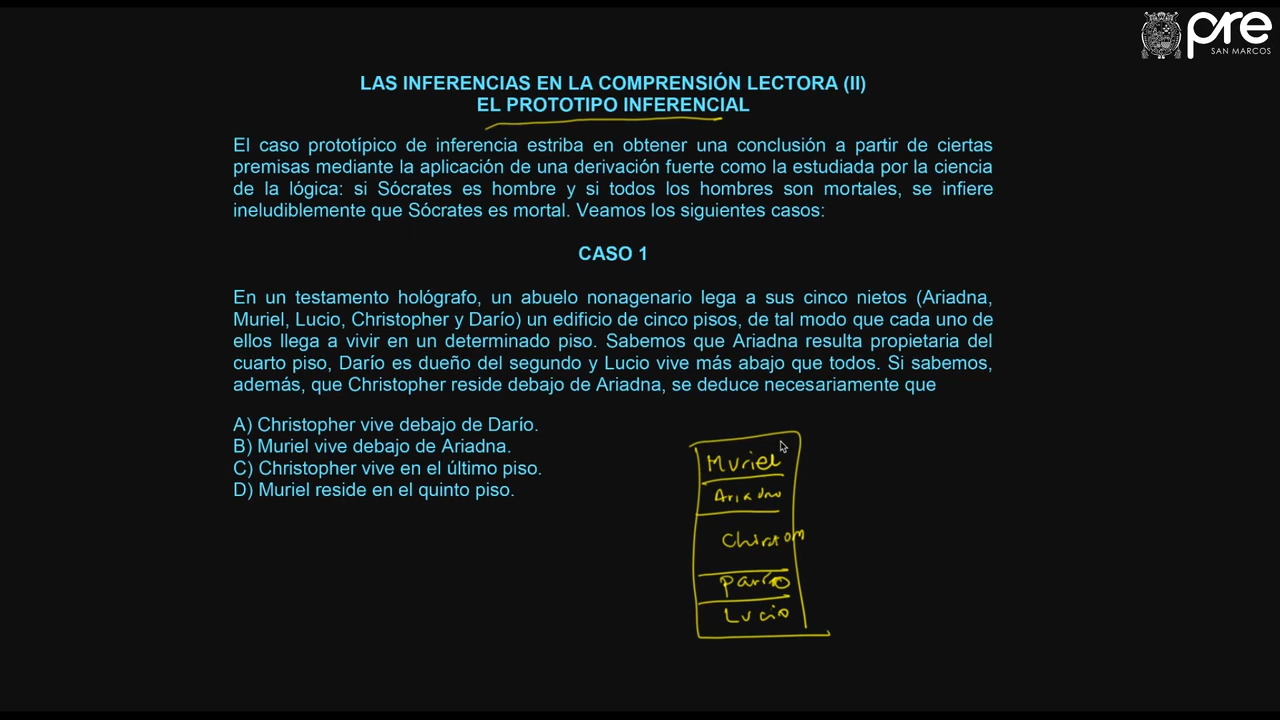 pre
SAN MARCOS
LAS INFERENCIAS EN LA COMPRENSIÓN LECTORA (II)
EL PROTOTIPO INFERENCIAL
El caso prototípico de inferencia estriba en obtener una conclusión a partir de ciertas
premisas mediante la aplicación de una derivación fuerte como la estudiada por la ciencia
de la lógica: si Sócrates es hombre y si todos los hombres son mortales, se infiere
ineludiblemente que Sócrates es mortal. Veamos los siguientes casos:
CASO 1
En un testamento hológrafo, un abuelo nonagenario lega a sus cinco nietos (Ariadna,
Muriel, Lucio, Christopher y Darío) un edificio de cinco pisos, de tal modo que cada uno de
ellos llega a vivir en un determinado piso. Sabemos que Ariadna resulta propietaria del
cuarto piso, Darío es dueño del segundo y Lucio vive más abajo que todos. Si sabemos,
además, que Christopher reside debajo de Ariadna, se deduce necesariamente que
A) Christopher vive debajo de Darío.
B) Muriel vive debajo de Ariadna.
C) Christopher vive en el último piso.
D) Muriel reside en el quinto piso.
Muriel
Lucio